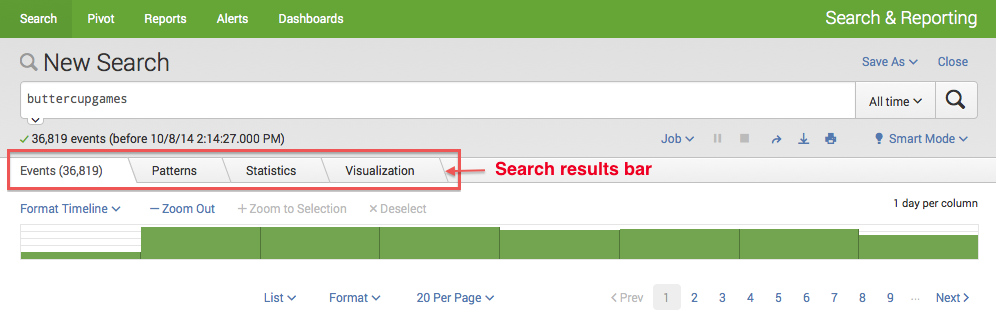 Search Pivot Reports Alerts Dashboards Search & Reporting
New Search Save As Close
buttercupgames All time
36,819 events (before 10/8/14 2:14:27.000 PM) Job Smart Mode
Events (36,819) Patterns Statistics Visualization Search results bar
Format Timeline — Zoom Out + Zoom to Selection × Deselect 1 day per column
List Format 20 Per Page < Prev 1 2 3 4 5 6 7 8 9 ... Next >